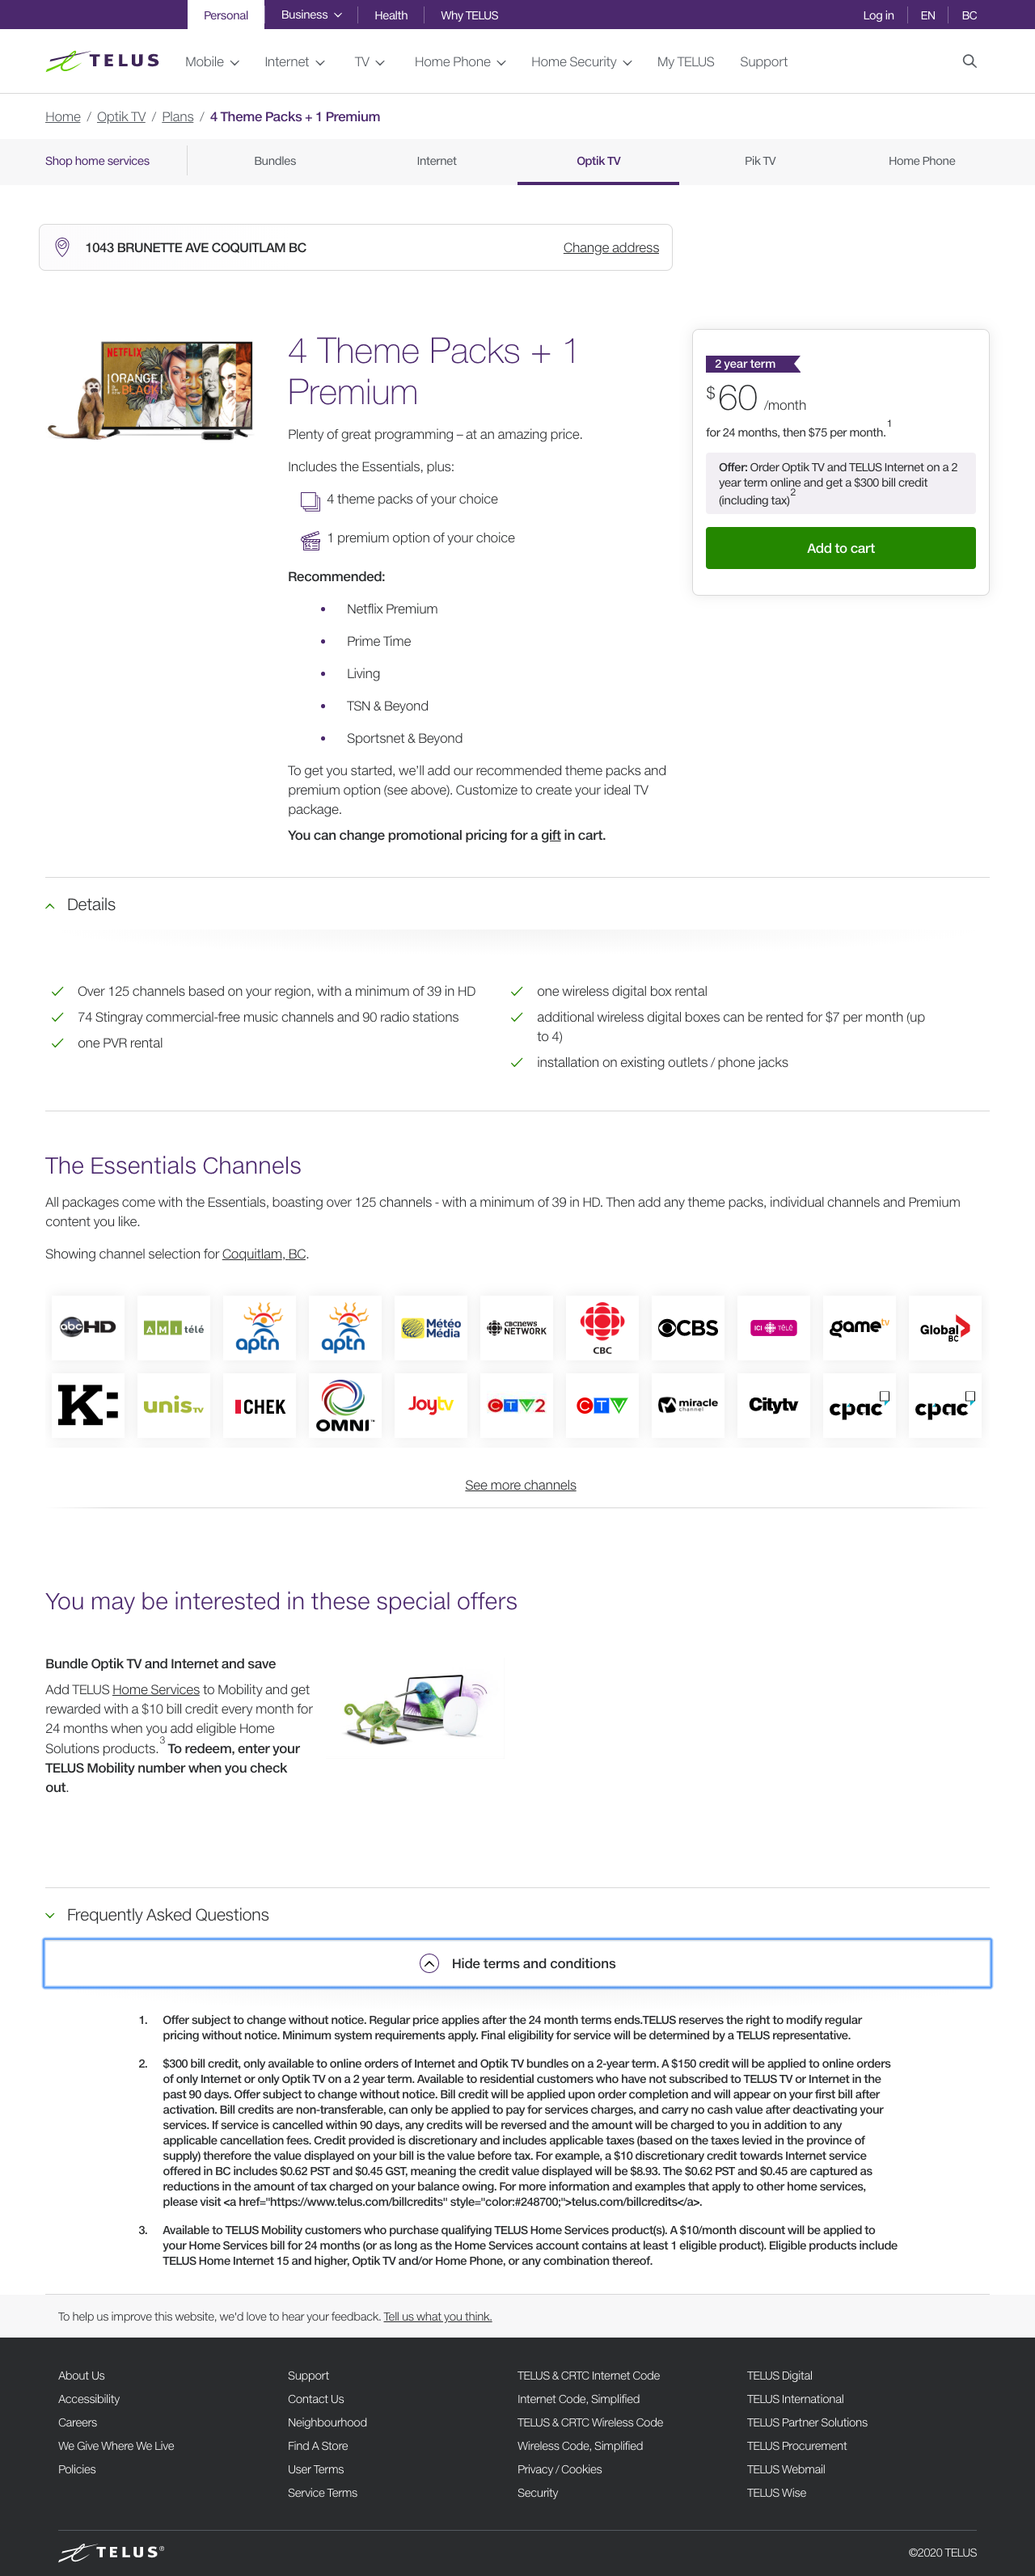 Personal Business Health Why TELUS Log in EN BC
TELUS Mobile Internet TV Home Phone Home Security My TELUS Support
Home / Optik TV / Plans / 4 Theme Packs + 1 Premium
Shop home services Bundles Internet Optik TV Pik TV Home Phone
1043 BRUNETTE AVE COQUITLAM BC Change address
NETFLIX
ORANGE
IS THE
NEW
BLACK
4 Theme Packs + 1
Premium
Plenty of great programming – at an amazing price.
Includes the Essentials, plus:
4 theme packs of your choice
1 premium option of your choice
Recommended:
• Netflix Premium
• Prime Time
• Living
• TSN & Beyond
• Sportsnet & Beyond
To get you started, we'll add our recommended theme packs and
premium option (see above). Customize to create your ideal TV
package.
You can change promotional pricing for a gift in cart.
2 year term
$60 /month
for 24 months, then $75 per month.1
Offer: Order Optik TV and TELUS Internet on a 2
year term online and get a $300 bill credit
(including tax)2
Add to cart
Details
Over 125 channels based on your region, with a minimum of 39 in HD
74 Stingray commercial-free music channels and 90 radio stations
one PVR rental
one wireless digital box rental
additional wireless digital boxes can be rented for $7 per month (up
to 4)
installation on existing outlets / phone jacks
The Essentials Channels
All packages come with the Essentials, boasting over 125 channels - with a minimum of 39 in HD. Then add any theme packs, individual channels and Premium
content you like.
Showing channel selection for Coquitlam, BC.
abc HD AMI télé aptn aptn Météo Média cbcnews NETWORK CBC CBS ICI TÉLÉ gametv Global BC
K: unis TV CHEK OMNI™ Joytv CTV2 CTV miracle channel Citytv cpac cpac
See more channels
You may be interested in these special offers
Bundle Optik TV and Internet and save
Add TELUS Home Services to Mobility and get
rewarded with a $10 bill credit every month for
24 months when you add eligible Home
Solutions products.3 To redeem, enter your
TELUS Mobility number when you check
out.
Frequently Asked Questions
Hide terms and conditions
1. Offer subject to change without notice. Regular price applies after the 24 month terms ends.TELUS reserves the right to modify regular
pricing without notice. Minimum system requirements apply. Final eligibility for service will be determined by a TELUS representative.
2. $300 bill credit, only available to online orders of Internet and Optik TV bundles on a 2-year term. A $150 credit will be applied to online orders
of only Internet or only Optik TV on a 2 year term. Available to residential customers who have not subscribed to TELUS TV or Internet in the
past 90 days. Offer subject to change without notice. Bill credit will be applied upon order completion and will appear on your first bill after
activation. Bill credits are non-transferable, can only be applied to pay for services charges, and carry no cash value after deactivating your
services. If service is cancelled within 90 days, any credits will be reversed and the amount will be charged to you in addition to any
applicable cancellation fees. Credit provided is discretionary and includes applicable taxes (based on the taxes levied in the province of
supply) therefore the value displayed on your bill is the value before tax. For example, a $10 discretionary credit towards Internet service
offered in BC includes $0.62 PST and $0.45 GST, meaning the credit value displayed will be $8.93. The $0.62 PST and $0.45 are captured as
reductions in the amount of tax charged on your balance owing. For more information and examples that apply to other home services,
please visit <a href="https://www.telus.com/billcredits" style="color:#248700;">telus.com/billcredits</a>.
3. Available to TELUS Mobility customers who purchase qualifying TELUS Home Services product(s). A $10/month discount will be applied to
your Home Services bill for 24 months (or as long as the Home Services account contains at least 1 eligible product). Eligible products include
TELUS Home Internet 15 and higher, Optik TV and/or Home Phone, or any combination thereof.
To help us improve this website, we'd love to hear your feedback. Tell us what you think.
About Us Support TELUS & CRTC Internet Code TELUS Digital
Accessibility Contact Us Internet Code, Simplified TELUS International
Careers Neighbourhood TELUS & CRTC Wireless Code TELUS Partner Solutions
We Give Where We Live Find A Store Wireless Code, Simplified TELUS Procurement
Policies User Terms Privacy / Cookies TELUS Webmail
Service Terms Security TELUS Wise
TELUS® ©2020 TELUS